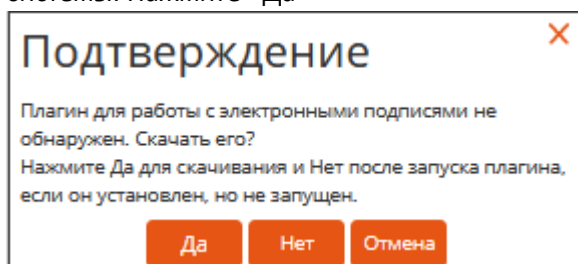 Нажмите "Да"
Подтверждение
Плагин для работы с электронными подписями не
обнаружен. Скачать его?
Нажмите Да для скачивания и Нет после запуска плагина,
если он установлен, но не запущен.
Да Нет Отмена